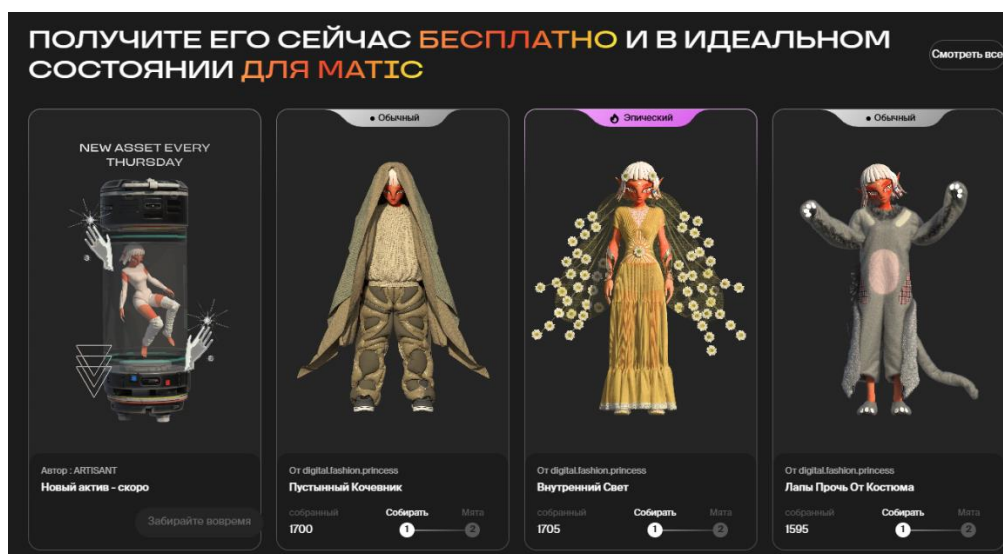 ПОЛУЧИТЕ ЕГО СЕЙЧАС БЕСПЛАТНО И В ИДЕАЛЬНОМ
СОСТОЯНИИ ДЛЯ MATIC
Смотреть все
NEW ASSET EVERY
THURSDAY
Автор : ARTISANT
Новый актив - скоро
Забирайте вовремя
• Обычный
От digital.fashion.princess
Пустынный Кочевник
собранный Собирать Мята
1700 1 2
Эпический
От digital.fashion.princess
Внутренний Свет
собранный Собирать Мята
1705 1 2
• Обычный
От digital.fashion.princess
Лапы Прочь От Костюма
собранный Собирать Мята
1595 1 2